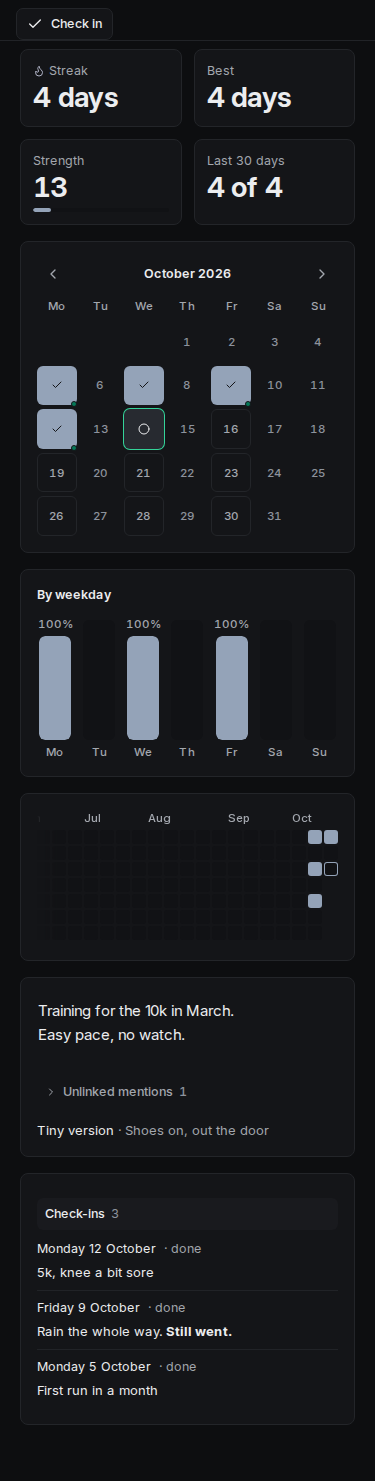 Check in
Streak
4 days
Best
4 days
Strength
13
Last 30 days
4 of 4
October 2026
Mo Tu We Th Fr Sa Su
1 2 3 4
6 8 10 11
13 15 16 17 18
19 20 21 22 23 24 25
26 27 28 29 30 31
By weekday
100% 100% 100%
Mo Tu We Th Fr Sa Su
Jul Aug Sep Oct
Training for the 10k in March.
Easy pace, no watch.
Unlinked mentions 1
Tiny version · Shoes on, out the door
Check-ins 3
Monday 12 October · done
5k, knee a bit sore
Friday 9 October · done
Rain the whole way. Still went.
Monday 5 October · done
First run in a month